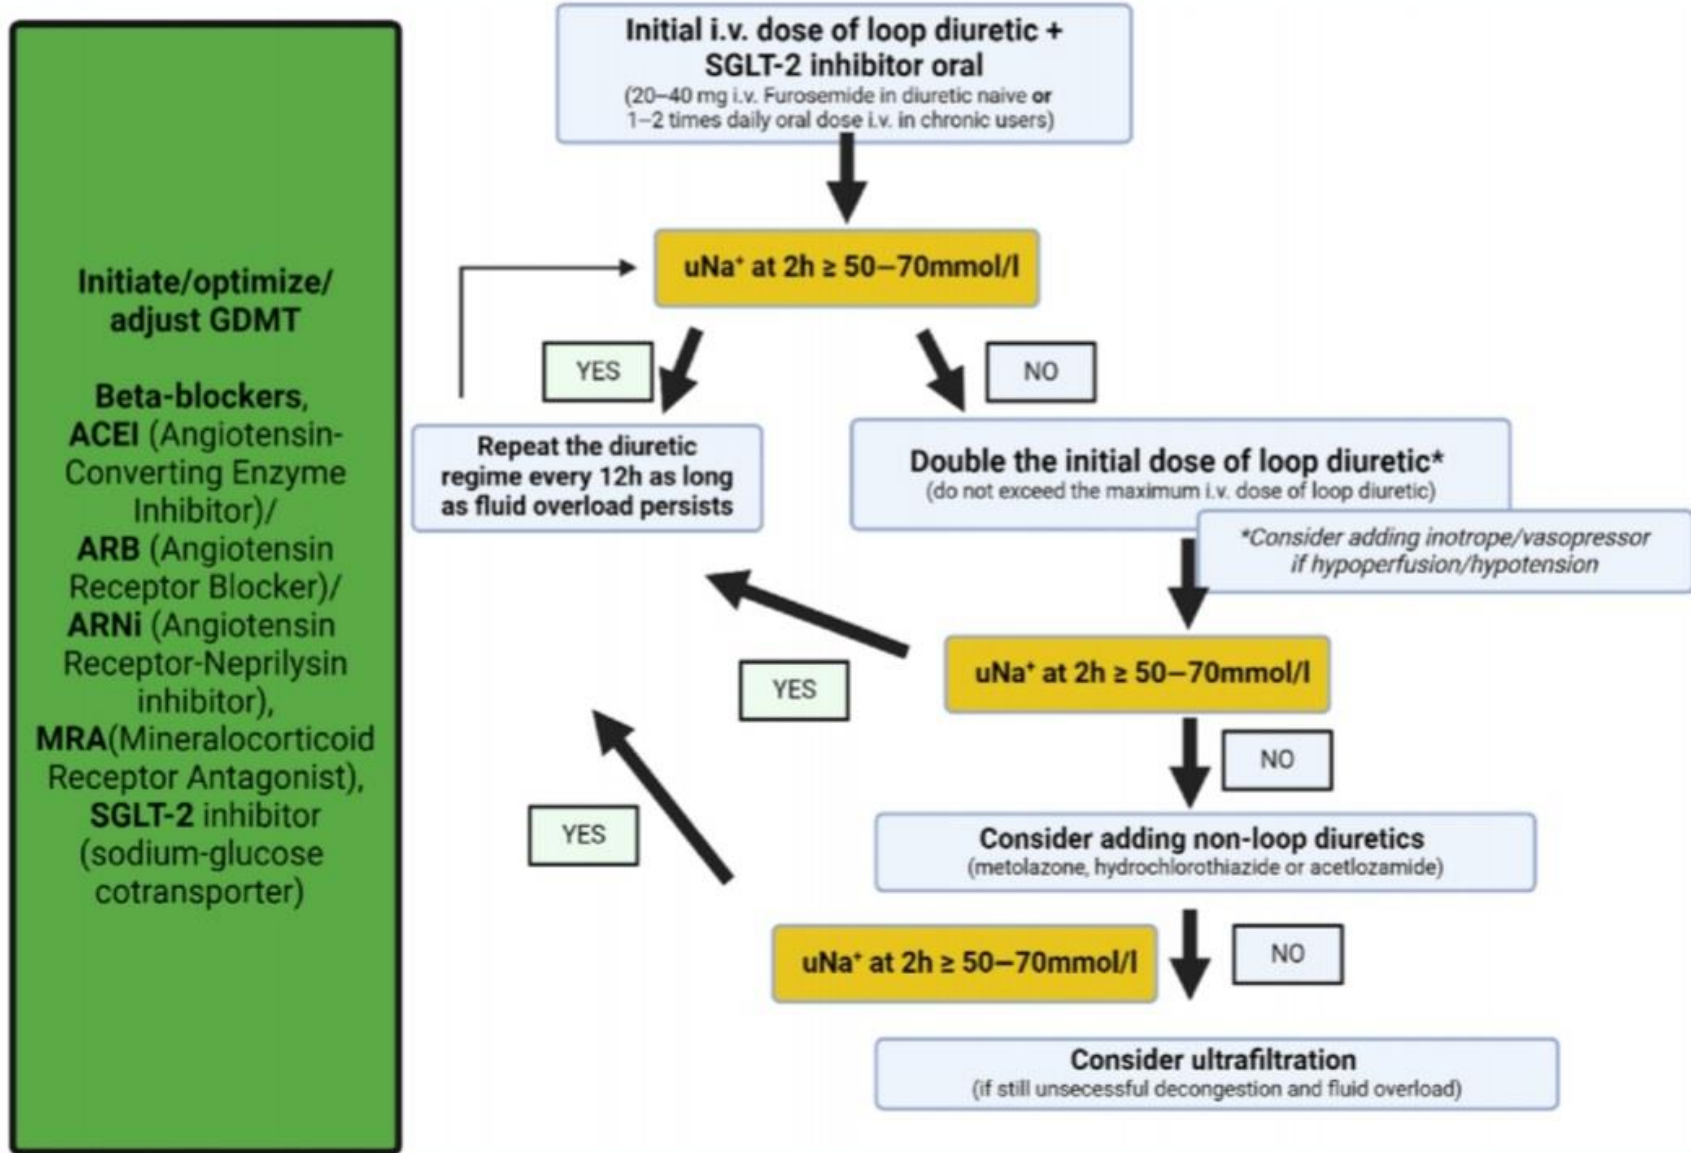 Initiate/optimize/
adjust GDMT
Beta-blockers,
ACEI (Angiotensin-
Converting Enzyme
Inhibitor)/
ARB (Angiotensin
Receptor Blocker)/
ARNi (Angiotensin
Receptor-Neprilysin
inhibitor),
MRA(Mineralocorticoid
Receptor Antagonist),
SGLT-2 inhibitor
(sodium-glucose
cotransporter)
Initial i.v. dose of loop diuretic +
SGLT-2 inhibitor oral
(20–40 mg i.v. Furosemide in diuretic naive or
1–2 times daily oral dose i.v. in chronic users)
uNa⁺ at 2h ≥ 50–70mmol/l
YES
NO
Repeat the diuretic
regime every 12h as long
as fluid overload persists
Double the initial dose of loop diuretic*
(do not exceed the maximum i.v. dose of loop diuretic)
*Consider adding inotrope/vasopressor
if hypoperfusion/hypotension
uNa⁺ at 2h ≥ 50–70mmol/l
YES
NO
Consider adding non-loop diuretics
(metolazone, hydrochlorothiazide or acetlozamide)
YES
uNa⁺ at 2h ≥ 50–70mmol/l
NO
Consider ultrafiltration
(if still unsecessful decongestion and fluid overload)